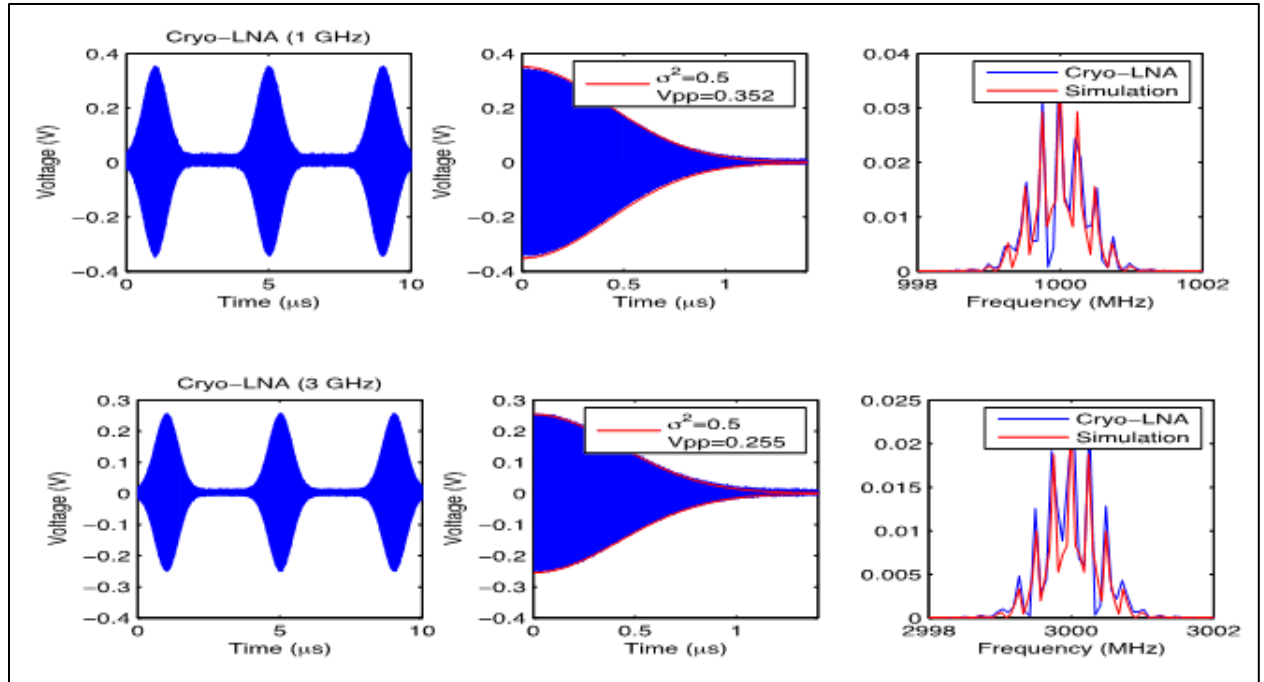 Cryo−LNA (1 GHz)
Voltage (V)
0.4
0.2
0
−0.2
−0.4
0
5
10
Time (μs)
Voltage (V)
0.4
0.2
0
−0.2
−0.4
0
0.5
1
Time (μs)
σ²=0.5
Vpp=0.352
0.04
0.03
0.02
0.01
0
998
1000
1002
Frequency (MHz)
Cryo−LNA
Simulation
Cryo−LNA (3 GHz)
Voltage (V)
0.3
0.2
0.1
0
−0.1
−0.2
−0.3
−0.4
0
5
10
Time (μs)
Voltage (V)
0.3
0.2
0.1
0
−0.1
−0.2
−0.3
−0.4
0
0.5
1
Time (μs)
σ²=0.5
Vpp=0.255
0.025
0.02
0.015
0.01
0.005
0
2998
3000
3002
Frequency (MHz)
Cryo−LNA
Simulation